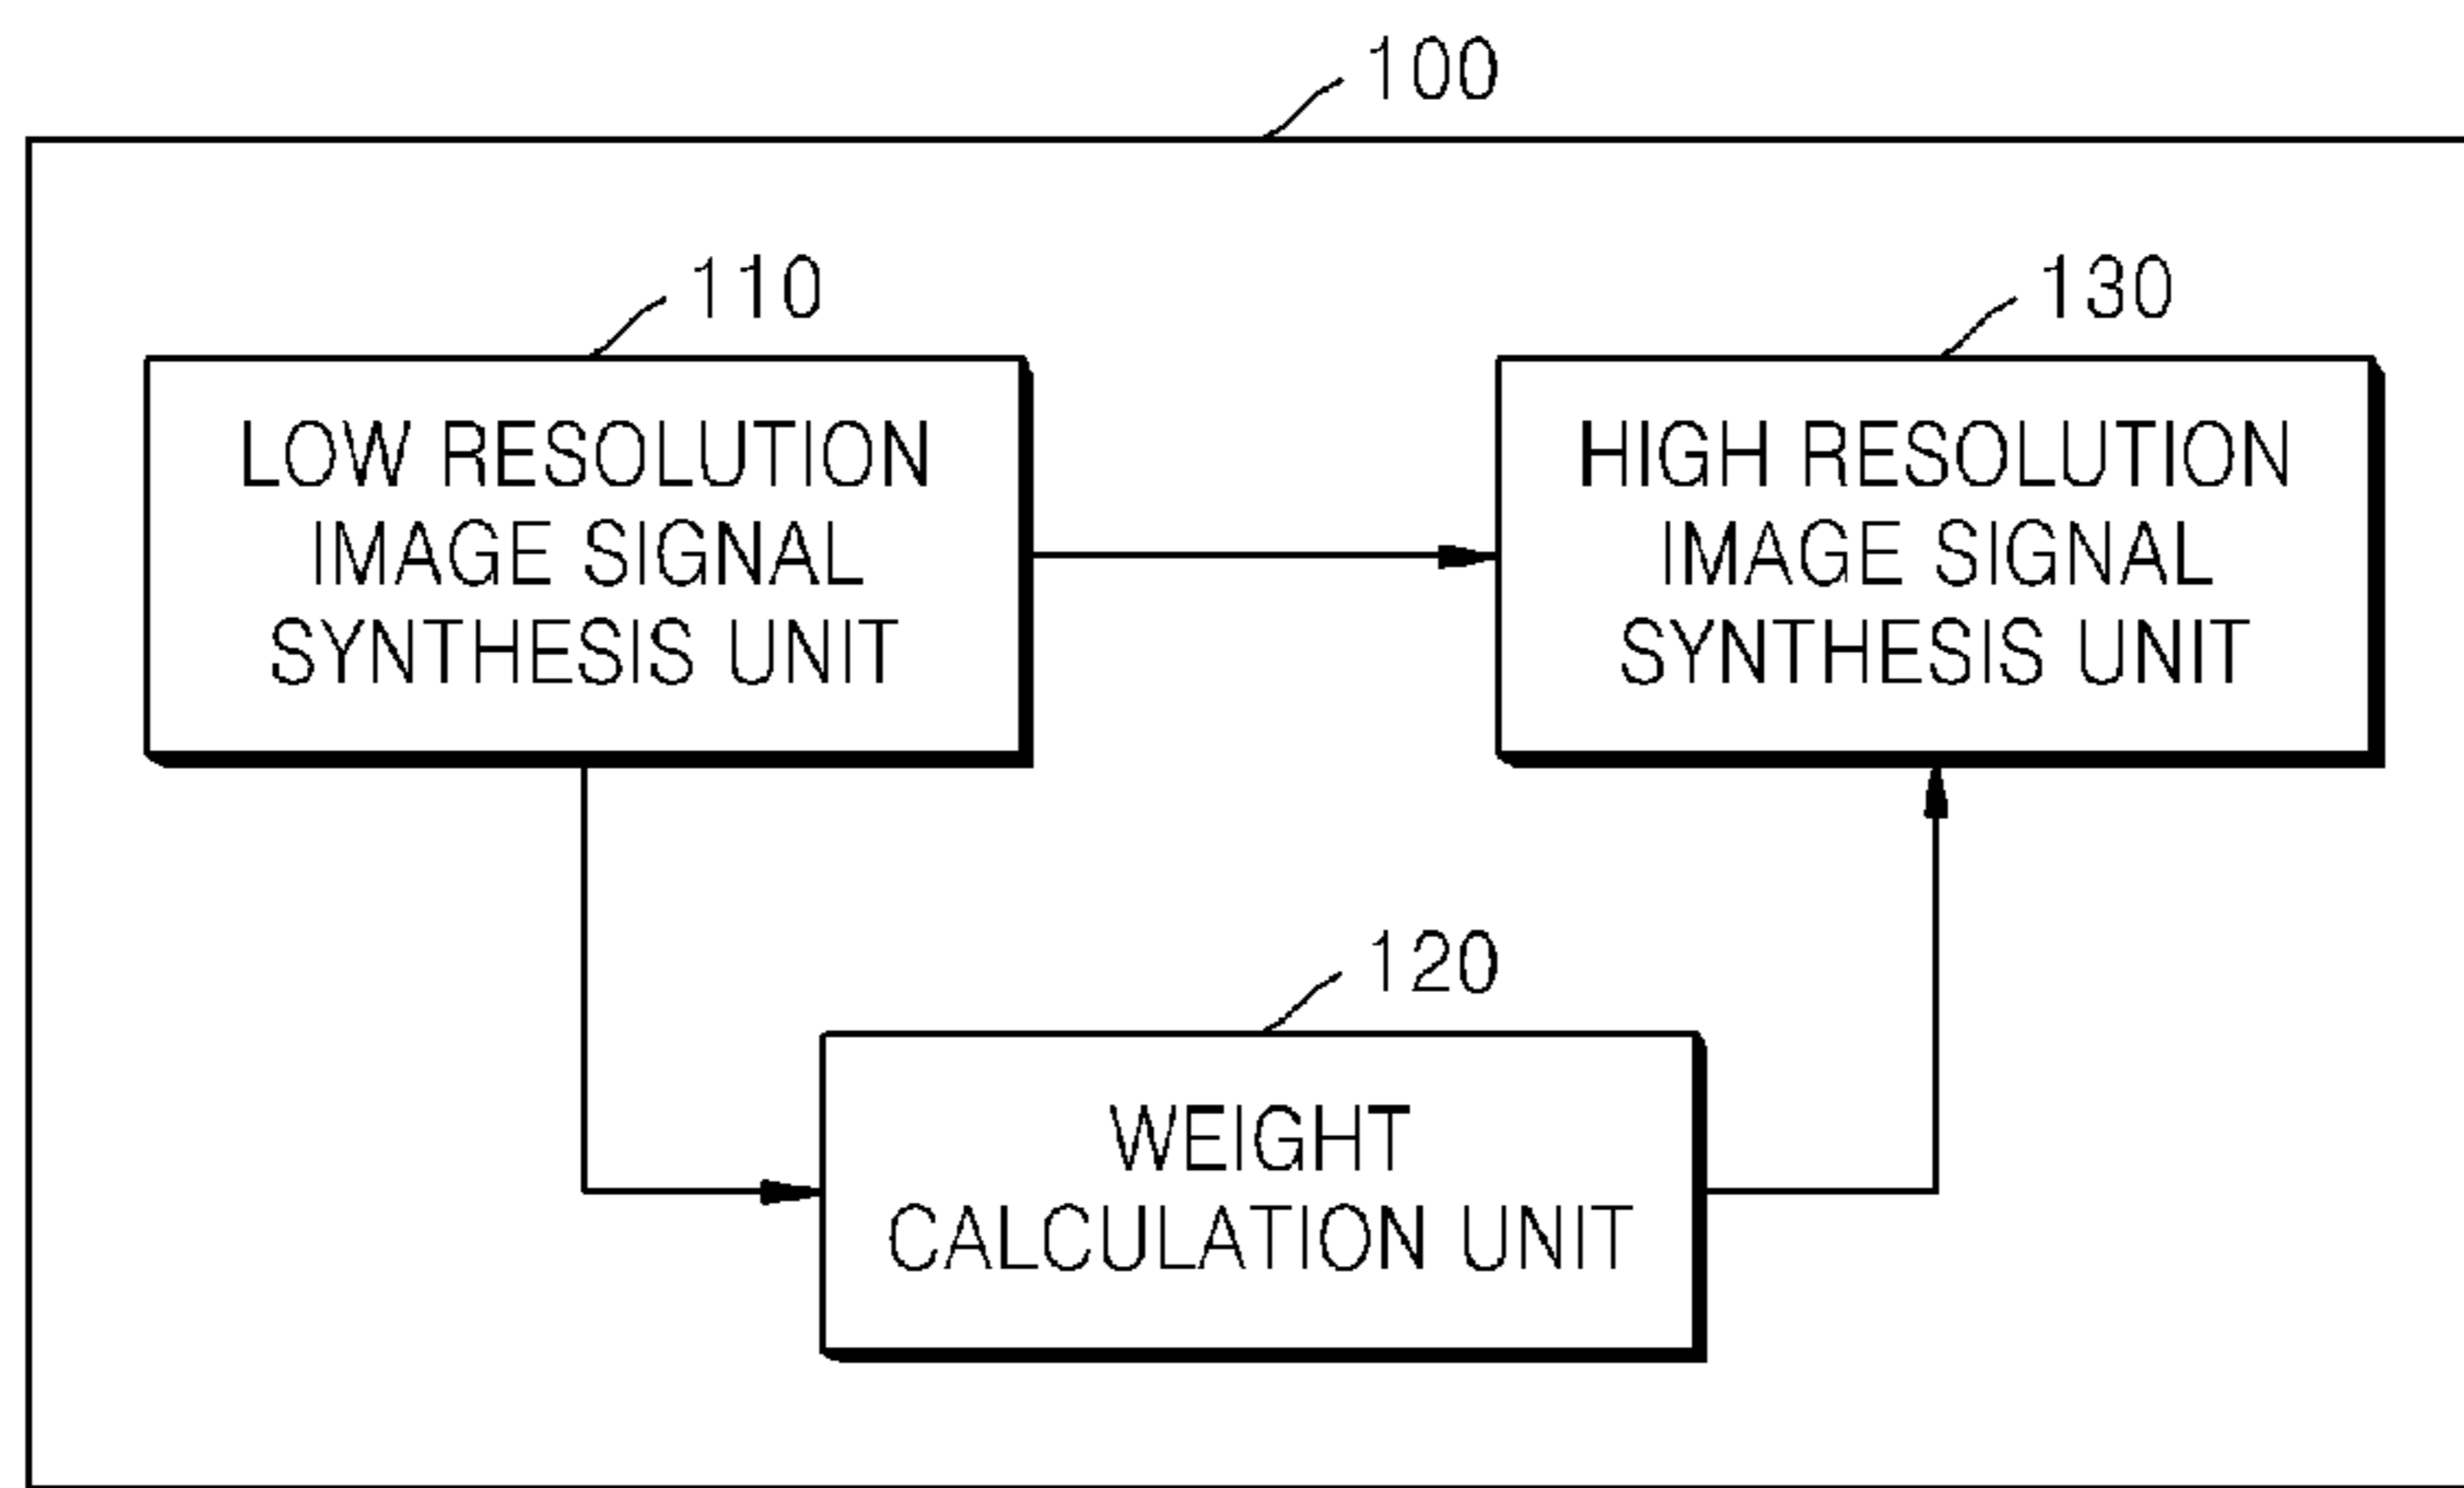 100
110
LOW RESOLUTION
IMAGE SIGNAL
SYNTHESIS UNIT
130
HIGH RESOLUTION
IMAGE SIGNAL
SYNTHESIS UNIT
120
WEIGHT
CALCULATION UNIT